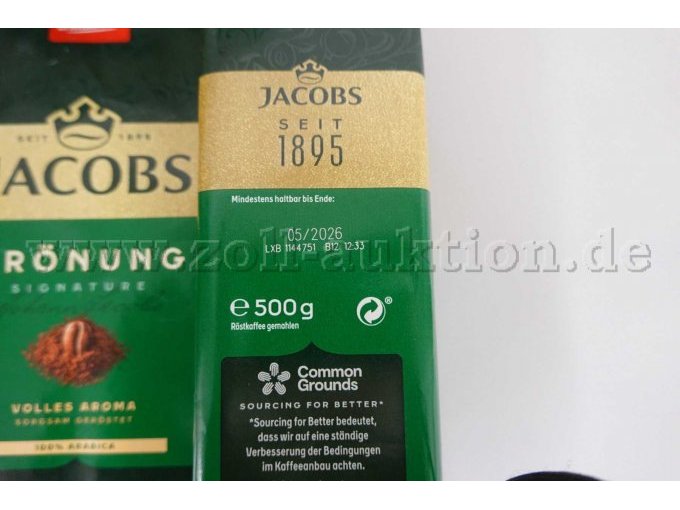 SEIT 1895
JACOBS
KRÖNUNG
SIGNATURE
VOLLES AROMA
SORGSAM GERÖSTET
100% ARABICA
JACOBS
SEIT
1895
Mindestens haltbar bis Ende:
05/2026
LXB 1144751 B12 12:33
www.zoll-auktion.de
℮ 500 g
Röstkaffee gemahlen
Common
Grounds
SOURCING FOR BETTER*
*Sourcing for Better bedeutet,
dass wir auf eine ständige
Verbesserung der Bedingungen
im Kaffeeanbau achten.